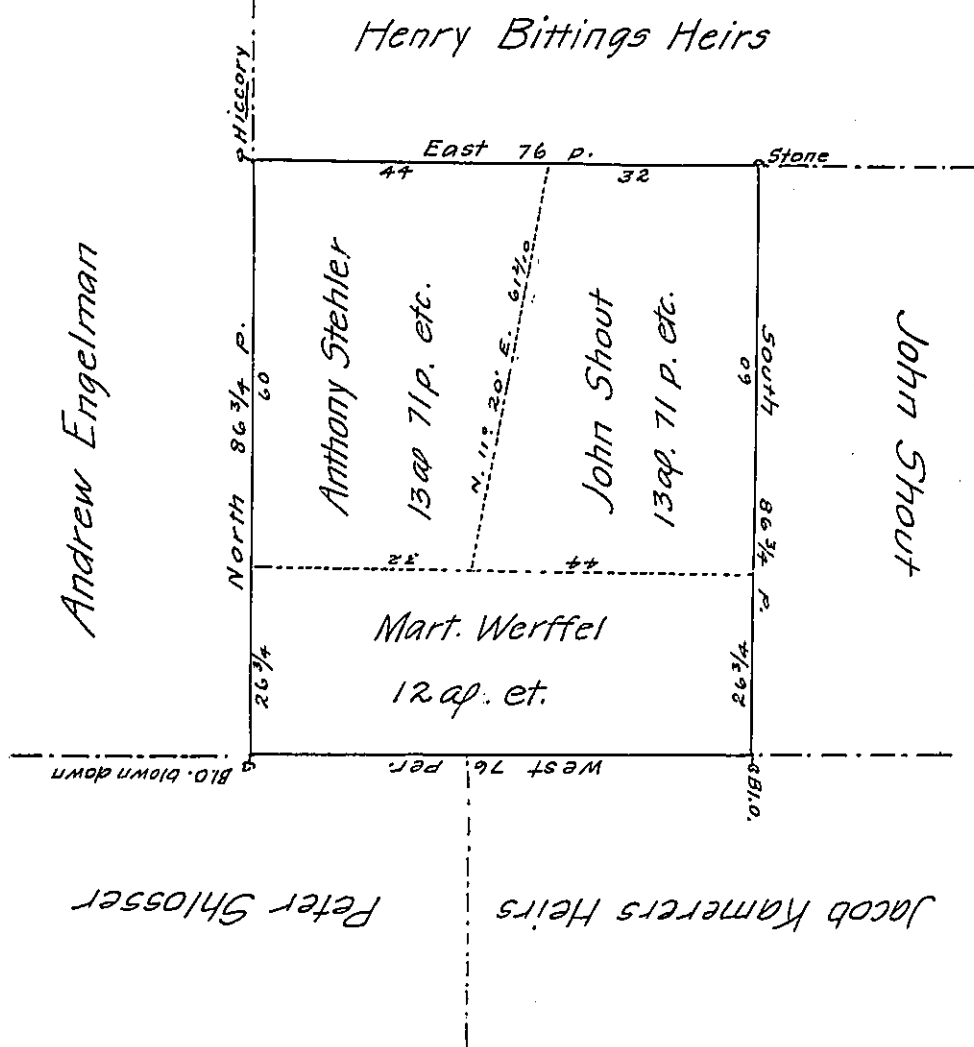 Henry Bittings Heirs
Hiccory
East 76 p.
Stone
44
32
Andrew Engelman
North 86 3/4 p.
60
Anthony Stehler
13 ap 71 p. etc.
N. 11° 20' E. 61 2/10
John Shout
13 ap. 71 p. etc.
60
South 86 3/4 p.
John Shout
32
44
26 3/4
Mart. Werffel
12 ap. et.
26 3/4
Bl.O. blown down
West 76 Per
Bl.O.
Peter Shlosser
Jacob Kamerers Heirs